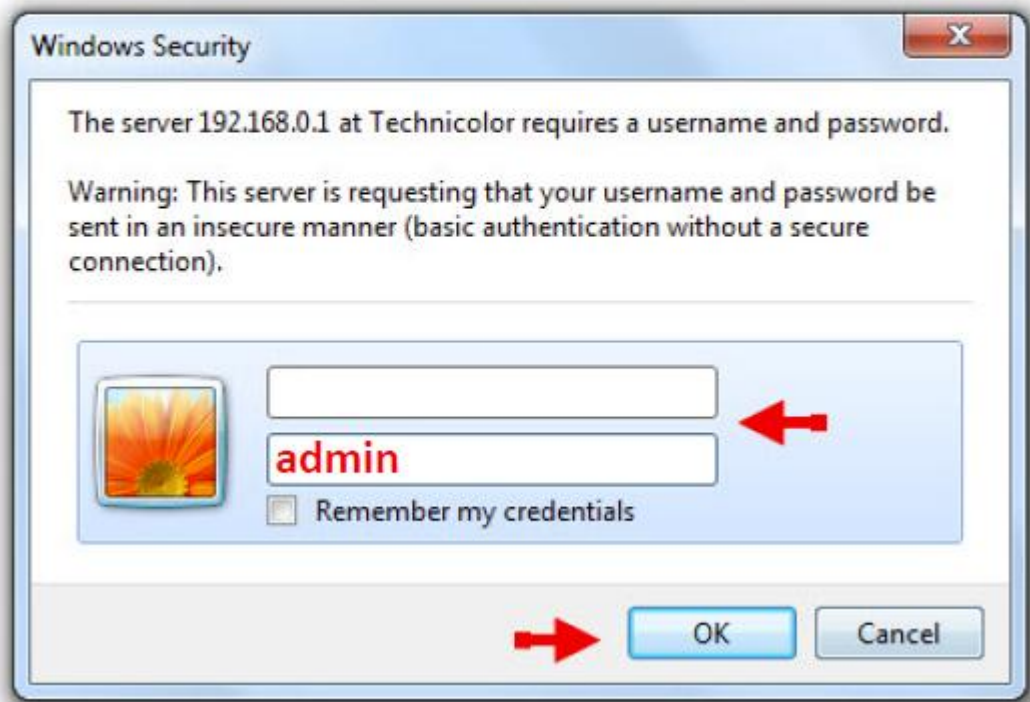 Windows Security
The server 192.168.0.1 at Technicolor requires a username and password.
Warning: This server is requesting that your username and password be
sent in an insecure manner (basic authentication without a secure
connection).
admin
Remember my credentials
OK
Cancel